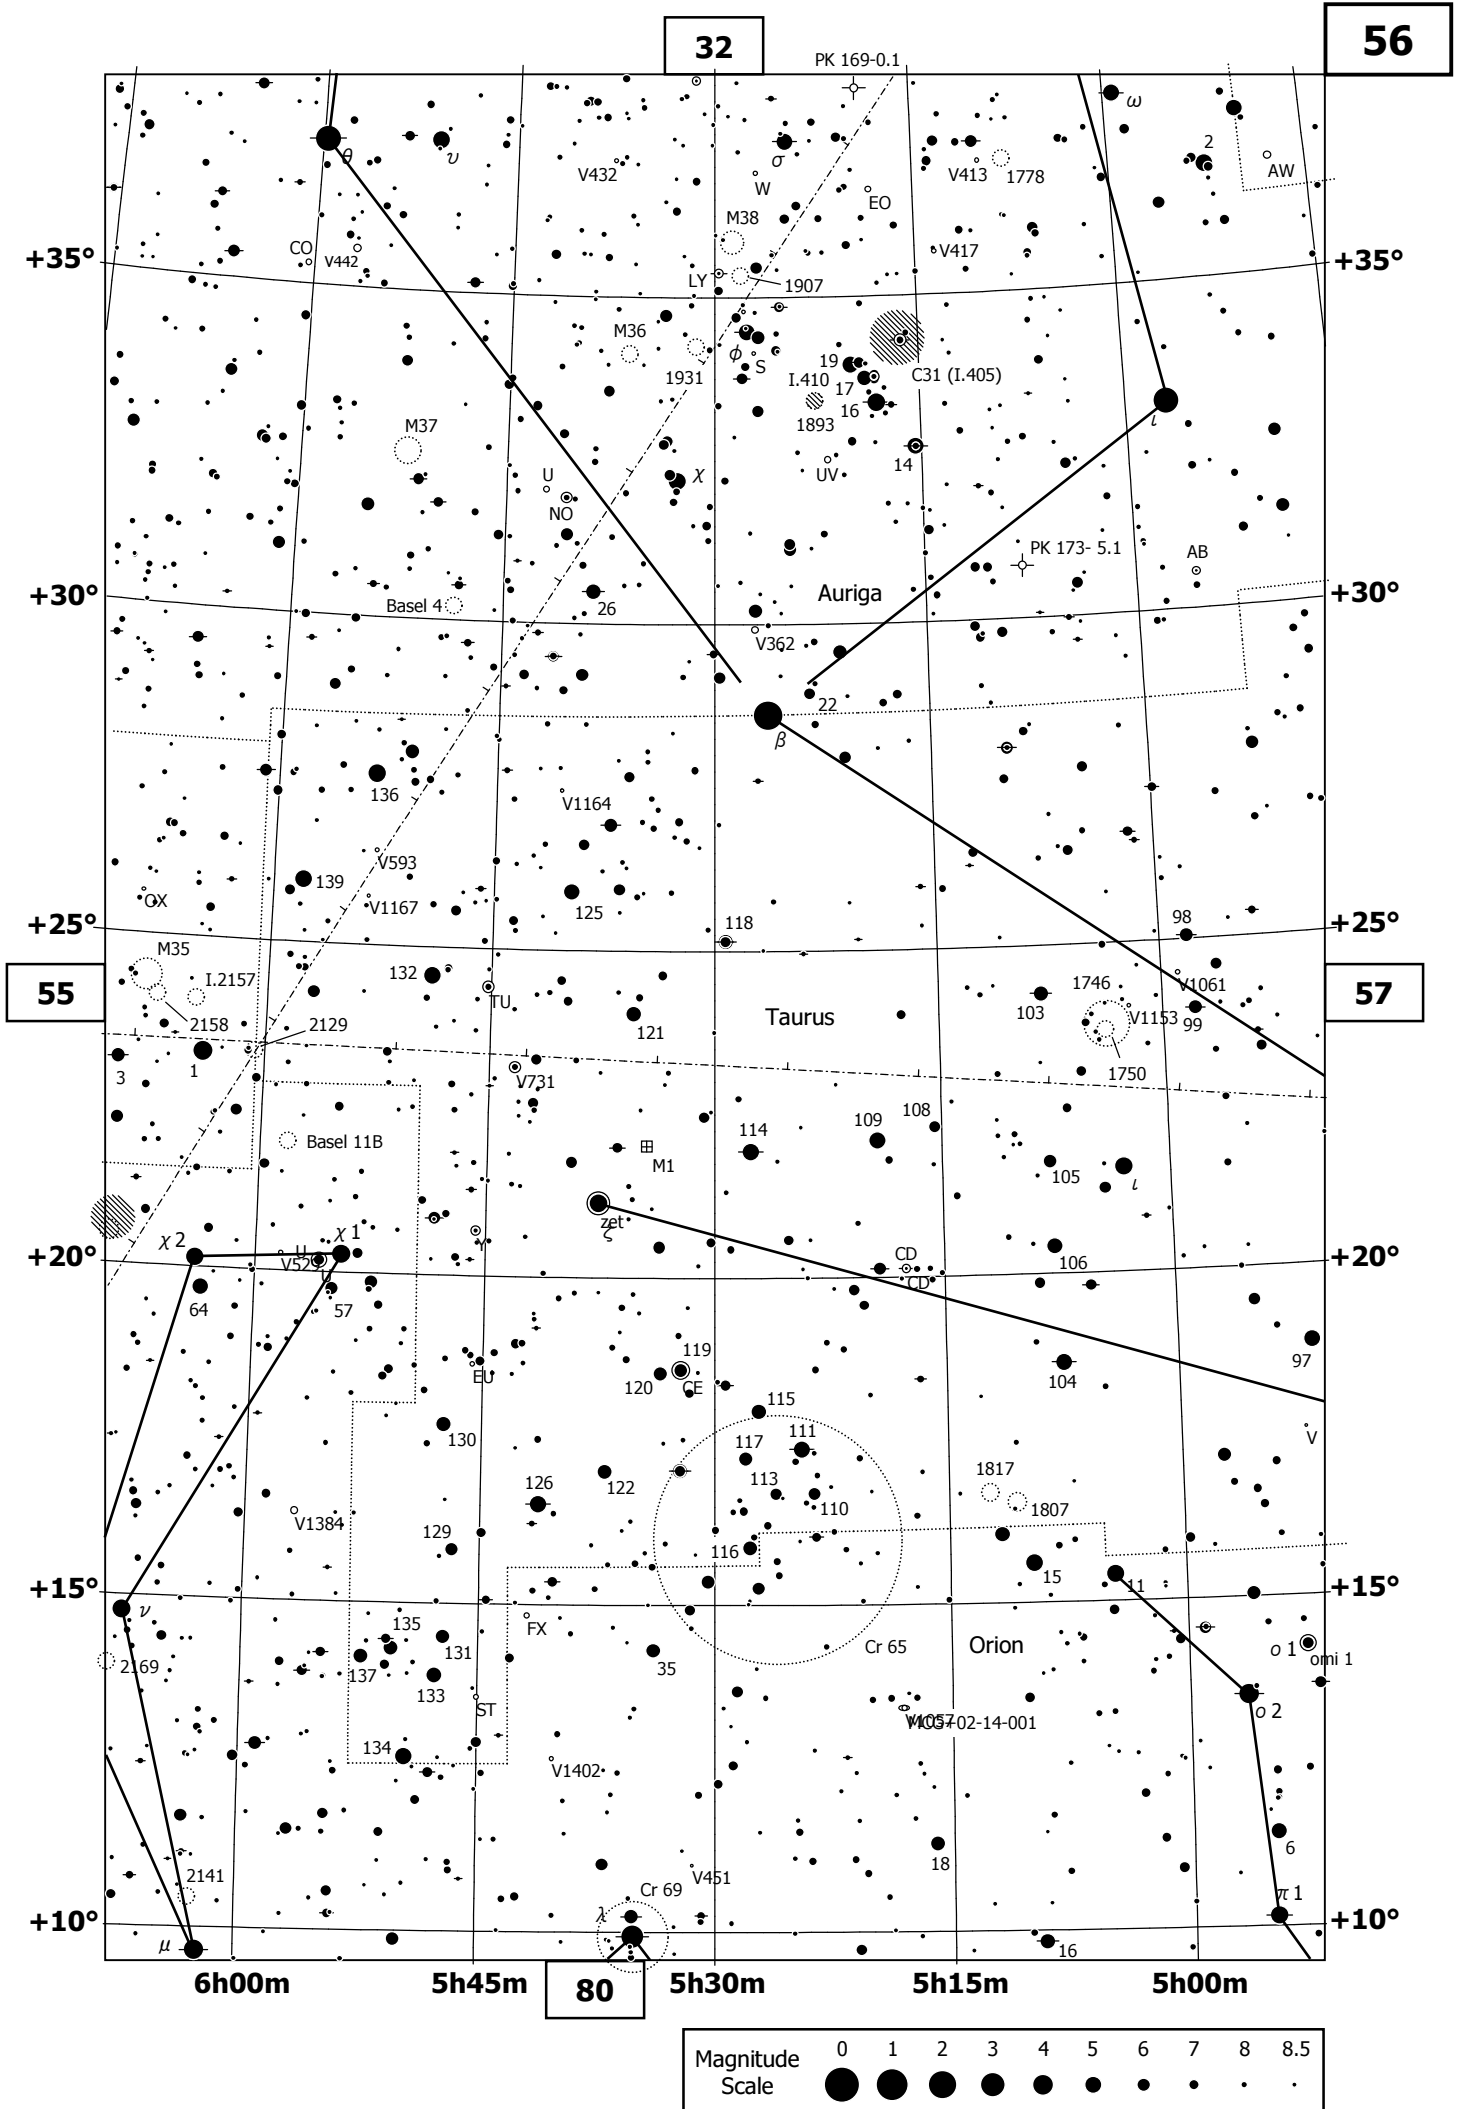 32
56
PK 169-0.1
ω
2
θ
υ
V432
σ
W
V413
1778
AW
EO
M38
CO
V442
V417
+35°
+35°
LY
1907
M36
1931
ϕ
S
19
I.410
17
16
C31 (I.405)
1893
ι
M37
14
U
χ
UV
NO
PK 173- 5.1
AB
+30°
+30°
Basel 4
26
Auriga
V362
22
β
136
V1164
V593
139
OX
V1167
125
118
98
+25°
+25°
M35
I.2157
132
1746
V1061
55
57
TU
103
V1153
99
2158
2129
121
Taurus
3
1
V731
1750
Basel 11B
M1
114
109
108
105
ι
zet
ζ
χ 2
χ 1
Y
+20°
+20°
U
V529
U
CD
CD
106
64
57
119
97
EU
120
CE
104
115
130
117
111
V
126
122
113
110
1817
1807
V1384
129
116
15
11
+15°
+15°
ν
135
FX
131
35
Cr 65
Orion
ο 1
omi 1
2169
137
133
ST
ο 2
V1057
MCG+02-14-001
134
V1402
18
6
2141
V451
Cr 69
π 1
λ
+10°
+10°
μ
16
6h00m
5h45m
80
5h30m
5h15m
5h00m
Magnitude
Scale
0 1 2 3 4 5 6 7 8 8.5